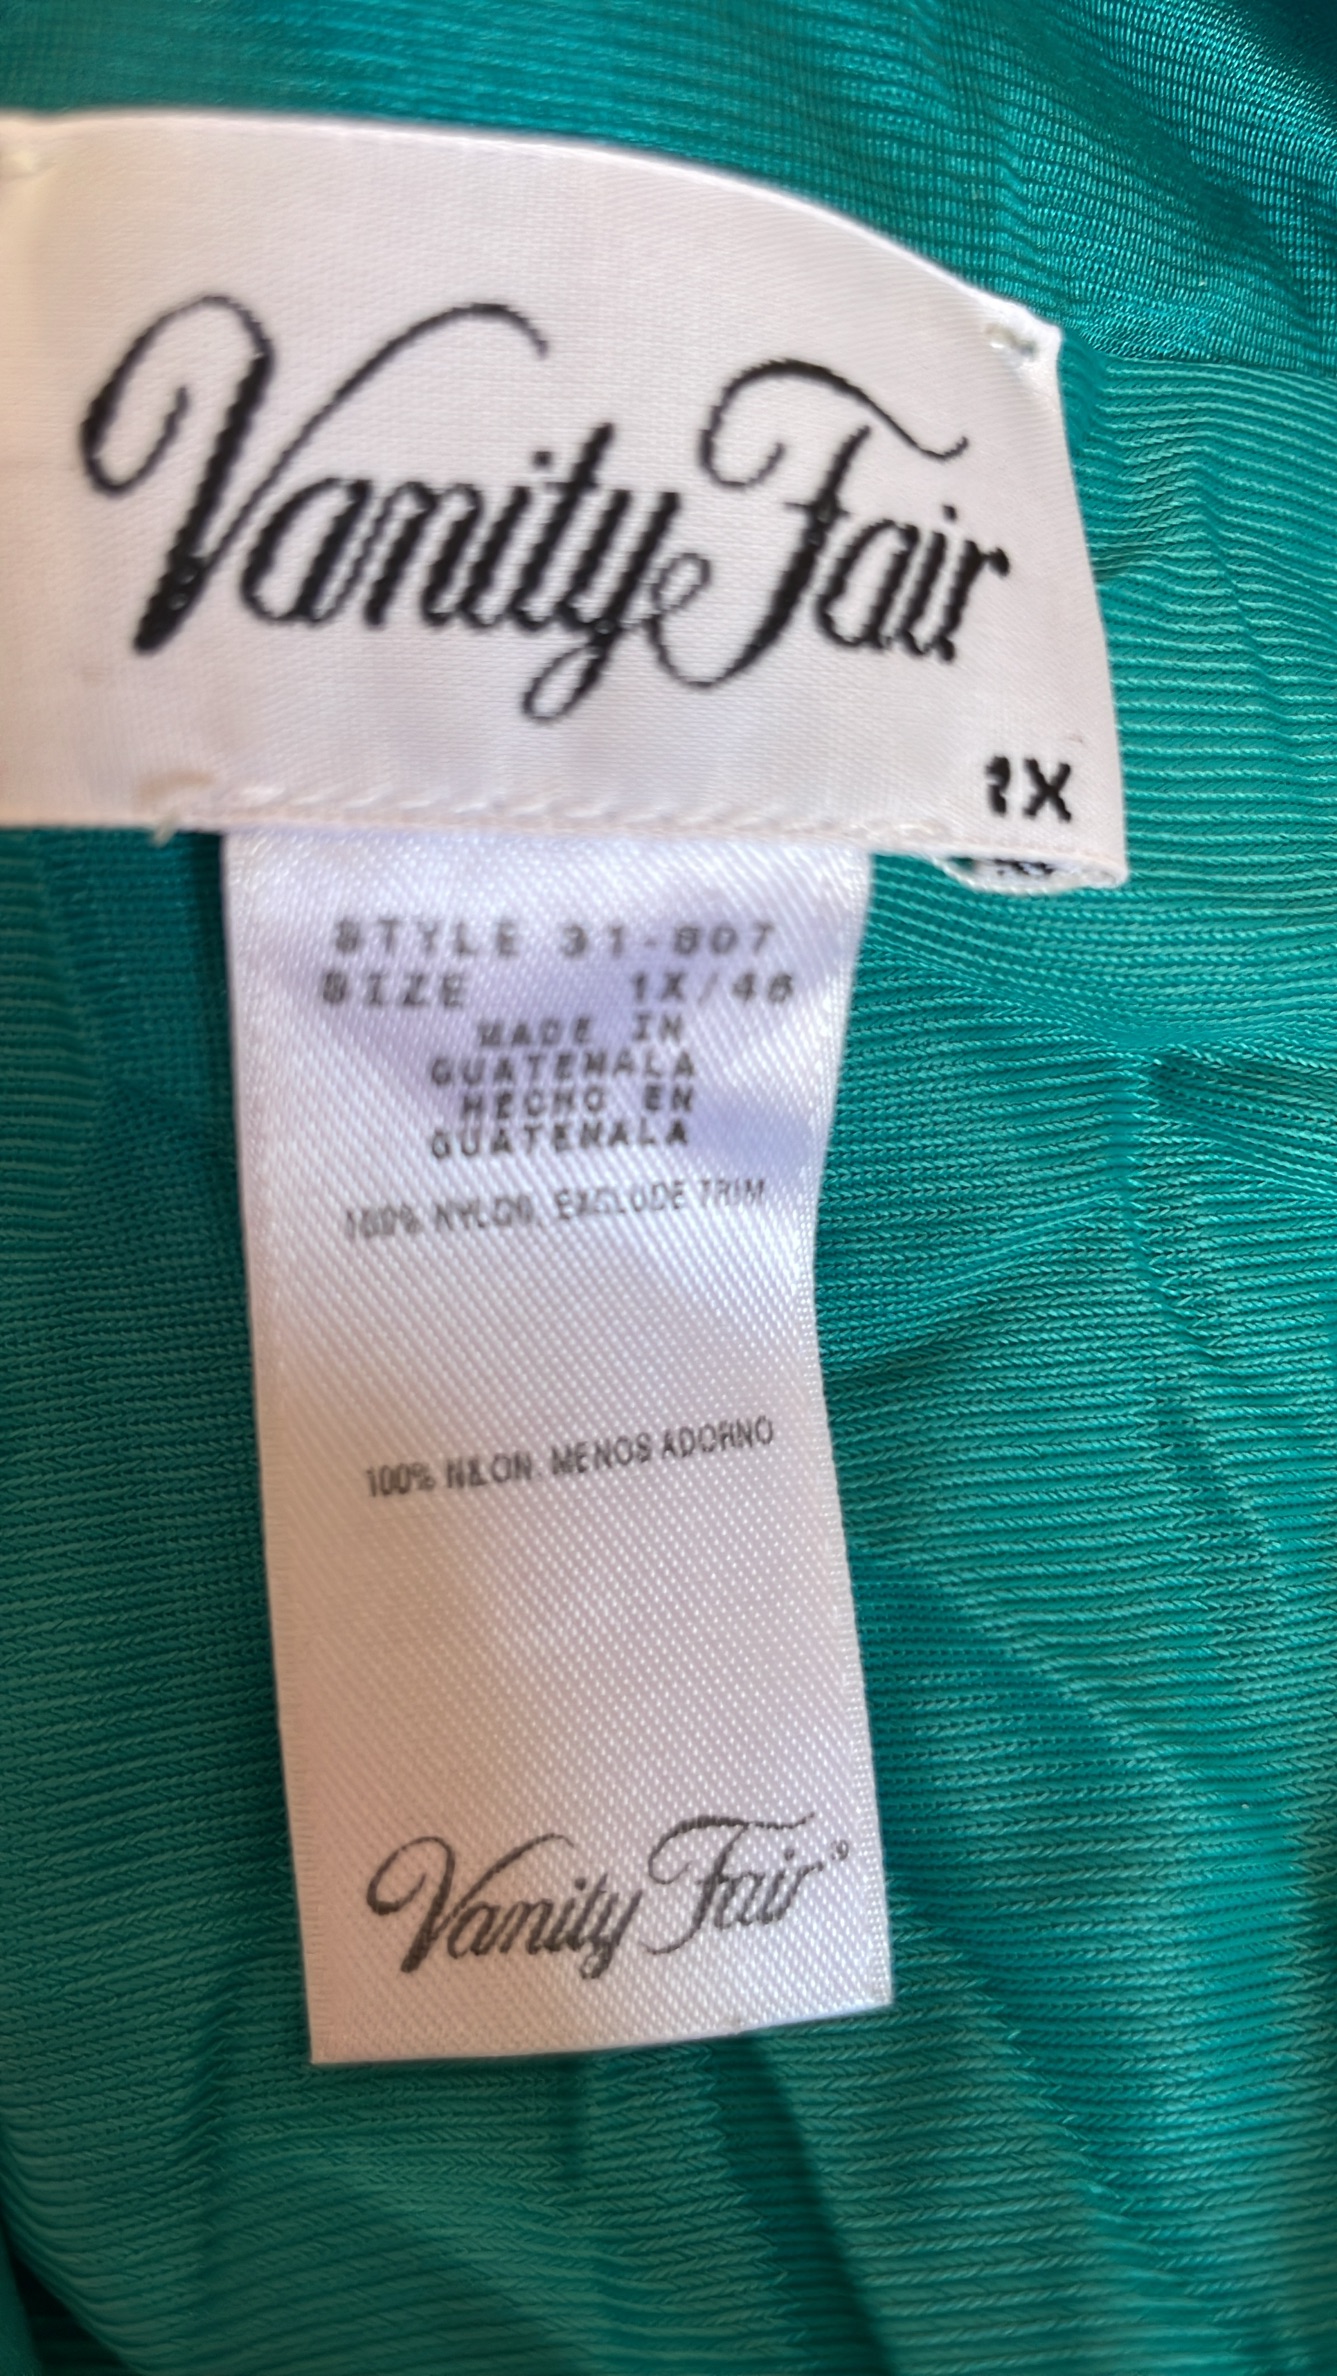 Vanity Fair
1X
STYLE 31-807
SIZE 1X/46
MADE IN
GUATEMALA
HECHO EN
GUATEMALA
100% NYLON, EXCLUDE TRIM
100% NILON. MENOS ADORNO
Vanity Fair®